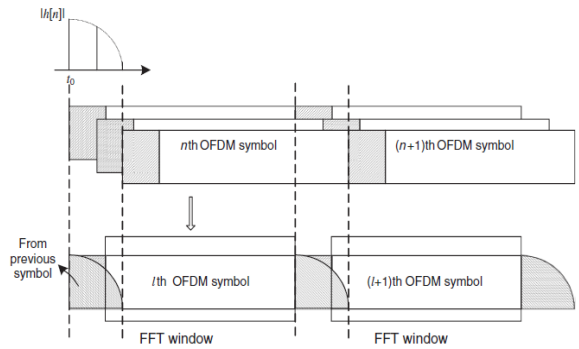 |h[n]|
t0
nth OFDM symbol
(n+1)th OFDM symbol
From
previous
symbol
lth OFDM symbol
(l+1)th OFDM symbol
FFT window
FFT window